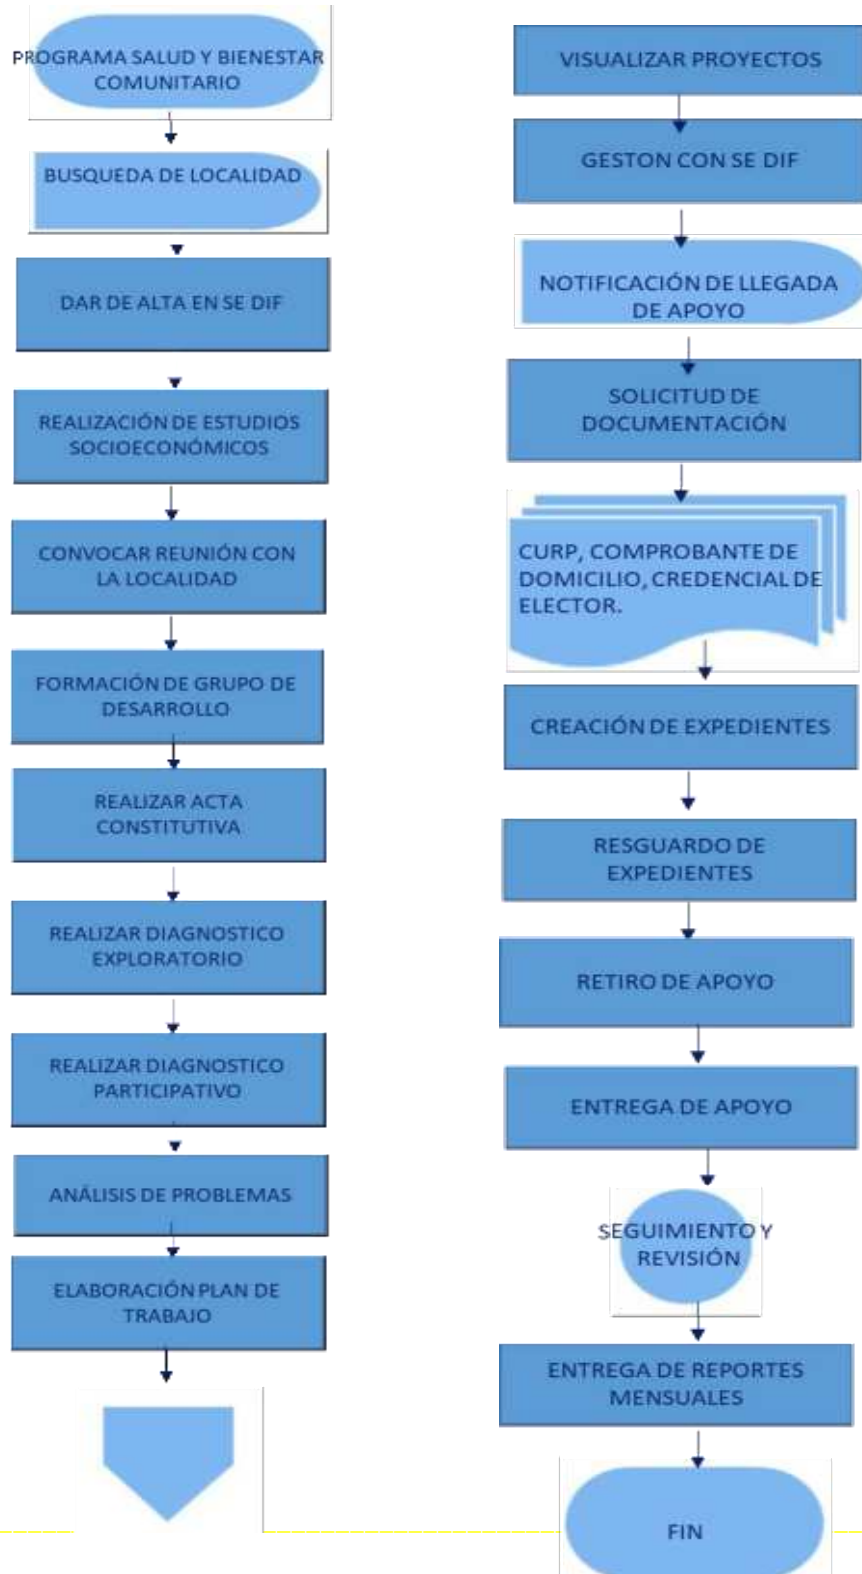 PROGRAMA SALUD Y BIENESTAR
COMUNITARIO
BUSQUEDA DE LOCALIDAD
DAR DE ALTA EN SE DIF
REALIZACIÓN DE ESTUDIOS
SOCIOECONÓMICOS
CONVOCAR REUNIÓN CON
LA LOCALIDAD
FORMACIÓN DE GRUPO DE
DESARROLLO
REALIZAR ACTA
CONSTITUTIVA
REALIZAR DIAGNOSTICO
EXPLORATORIO
REALIZAR DIAGNOSTICO
PARTICIPATIVO
ANÁLISIS DE PROBLEMAS
ELABORACIÓN PLAN DE
TRABAJO
VISUALIZAR PROYECTOS
GESTON CON SE DIF
NOTIFICACIÓN DE LLEGADA
DE APOYO
SOLICITUD DE
DOCUMENTACIÓN
CURP, COMPROBANTE DE
DOMICILIO, CREDENCIAL DE
ELECTOR.
CREACIÓN DE EXPEDIENTES
RESGUARDO DE
EXPEDIENTES
RETIRO DE APOYO
ENTREGA DE APOYO
SEGUIMIENTO Y
REVISIÓN
ENTREGA DE REPORTES
MENSUALES
FIN